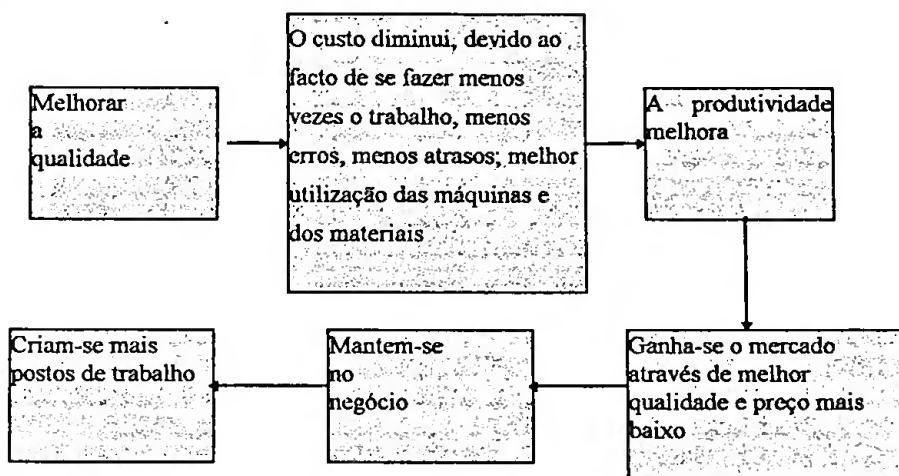 Melhorar
a
qualidade
O custo diminui, devido ao
facto de se fazer menos
vezes o trabalho, menos
erros, menos atrasos; melhor
utilização das máquinas e
dos materiais
A produtividade
melhora
Ganha-se o mercado
através de melhor
qualidade e preço mais
baixo
Mantem-se
no
negócio
Criam-se mais
postos de trabalho